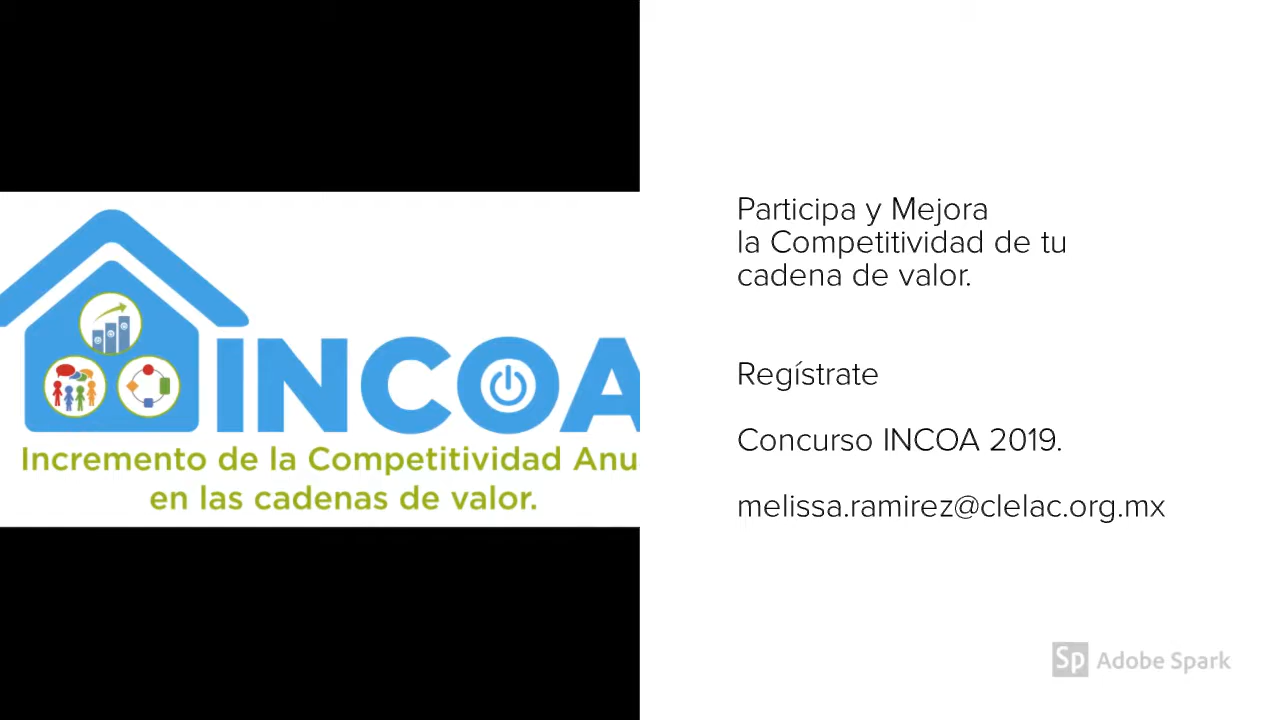 INCOA
Incremento de la Competitividad Anu
en las cadenas de valor.
Participa y Mejora
la Competitividad de tu
cadena de valor.
Regístrate
Concurso INCOA 2019.
melissa.ramirez@clelac.org.mx
Sp Adobe Spark